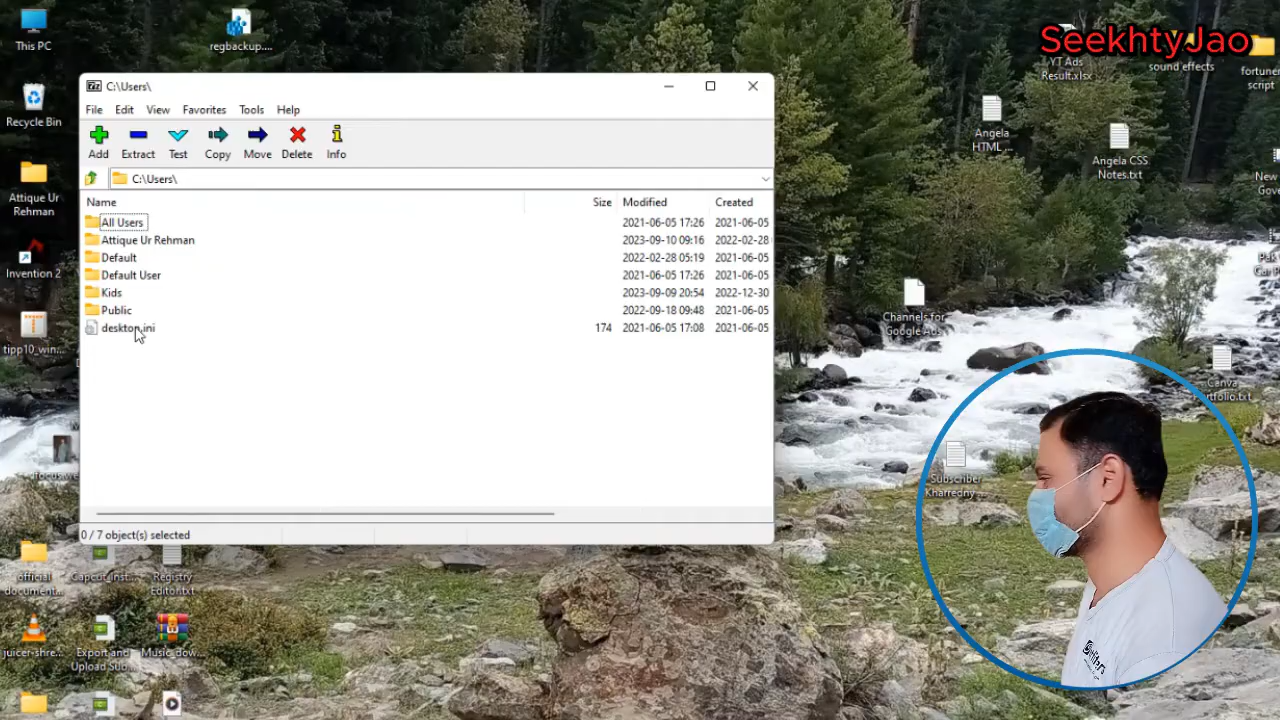 SeekhtyJao
This PC
regbackup....
YT Ads
Result.xlsx
sound effects
fortune
script
Recycle Bin
Attique Ur
Rehman
Invention 2
tipp10_win...
C:\Users\
File Edit View Favorites Tools Help
Add Extract Test Copy Move Delete Info
C:\Users\
Name Size Modified Created
All Users 2021-06-05 17:26 2021-06-05
Attique Ur Rehman 2023-09-10 09:16 2022-02-28
Default 2022-02-28 05:19 2021-06-05
Default User 2021-06-05 17:26 2021-06-05
Kids 2023-09-09 20:54 2022-12-30
Public 2022-09-18 09:48 2021-06-05
desktop.ini 174 2021-06-05 17:08 2021-06-05
0 / 7 object(s) selected
Angela
HTML ...
Angela CSS
Notes.txt
New
Channels for
Google Ads
Canva
Subscriber
Kharredny ...
official
document...
Capcut_inst...
Registry
Editor.txt
juicer-shre...
Export and
Upload Sub...
Music_dow...